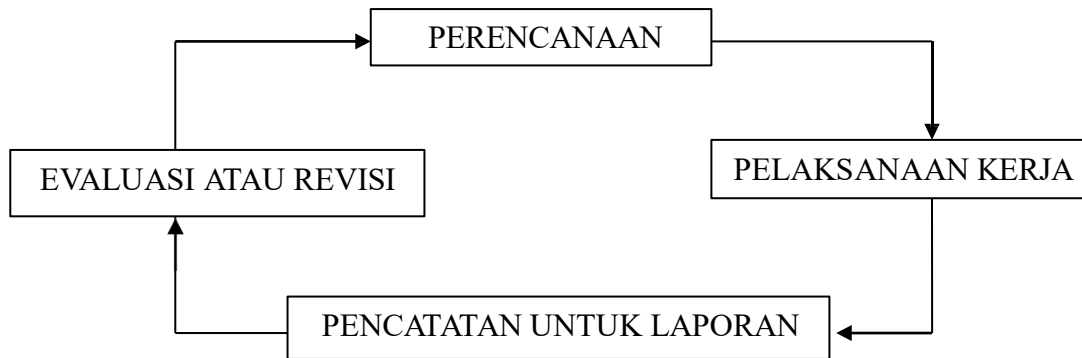 PERENCANAAN
PELAKSANAAN KERJA
PENCATATAN UNTUK LAPORAN
EVALUASI ATAU REVISI